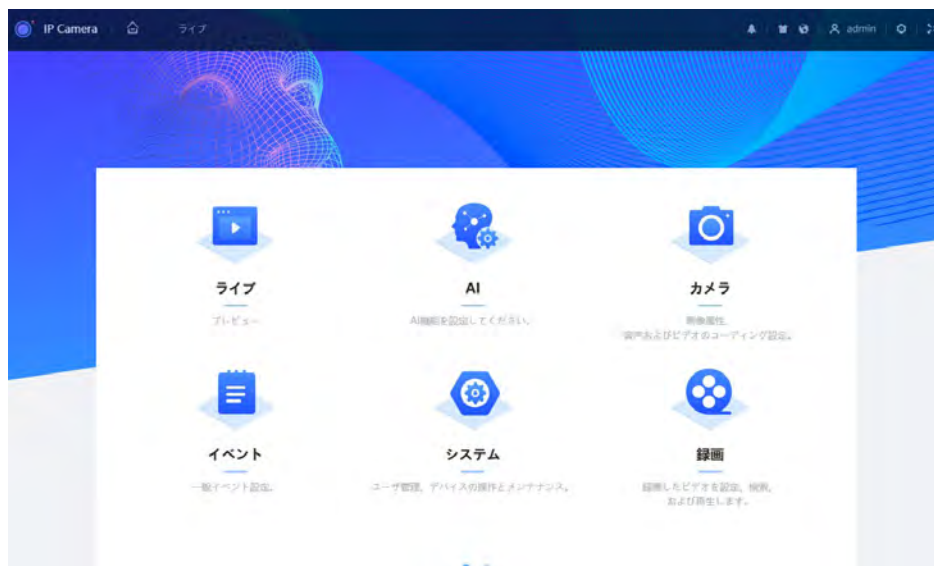 IP Camera
ライブ
admin
ライブ
プレビュー
AI
AI機能を設定してください。
カメラ
映像属性、
音声およびビデオのコーディング設定。
イベント
一般イベント設定。
システム
ユーザ管理、デバイスの操作とメンテナンス。
録画
録画したビデオを設定、検索、
および再生します。